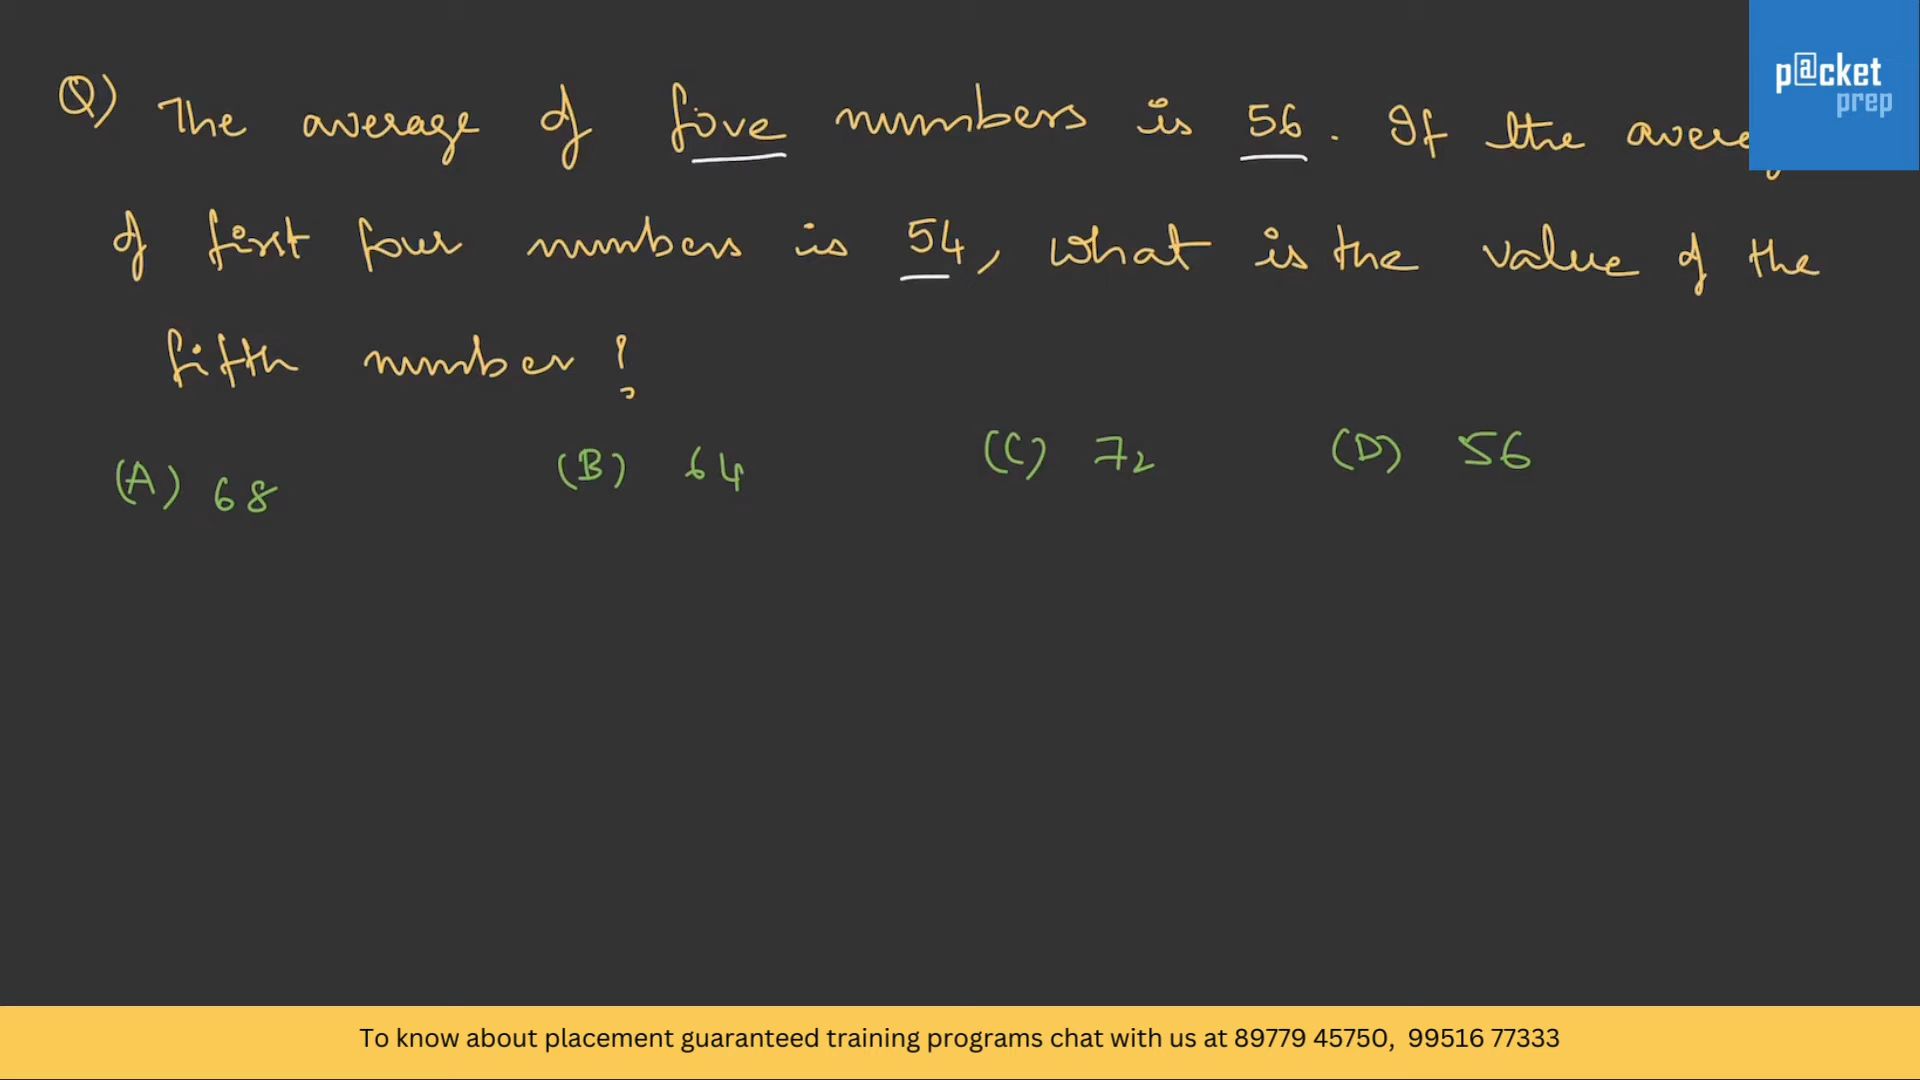 Q) The average of five numbers is 56. If the
of first four numbers is 54, what is the value of the
fifth number?
(A) 68 (B) 64 (C) 72 (D) 56
p@cket
prep
To know about placement guaranteed training programs chat with us at 89779 45750, 99516 77333